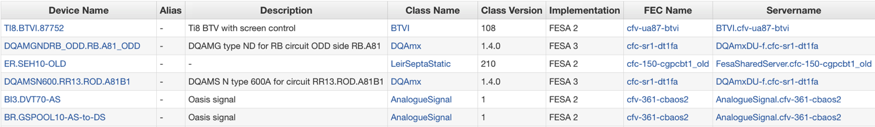 Device Name Alias Description Class Name Class Version Implementation FEC Name Servername
TI8.BTVI.87752 - Ti8 BTV with screen control BTVI 108 FESA 2 cfv-ua87-btvi BTVI.cfv-ua87-btvi
DQAMGNDRB_ODD.RB.A81_ODD - DQAMG type ND for RB circuit ODD side RB.A81 DQAmx 1.4.0 FESA 3 cfc-sr1-dt1fa DQAmxDU-f.cfc-sr1-dt1fa
ER.SEH10-OLD - - LeirSeptaStatic 210 FESA 2 cfc-150-cgpcbt1_old FesaSharedServer.cfc-150-cgpcbt1_old
DQAMSN600.RR13.ROD.A81B1 - DQAMS N type 600A for circuit RR13.ROD.A81B1 DQAmx 1.4.0 FESA 3 cfc-sr1-dt1fa DQAmxDU-f.cfc-sr1-dt1fa
BI3.DVT70-AS - Oasis signal AnalogueSignal 1 FESA 2 cfv-361-cbaos2 AnalogueSignal.cfv-361-cbaos2
BR.GSPOOL10-AS-to-DS - Oasis signal AnalogueSignal 1 FESA 2 cfv-361-cbaos2 AnalogueSignal.cfv-361-cbaos2